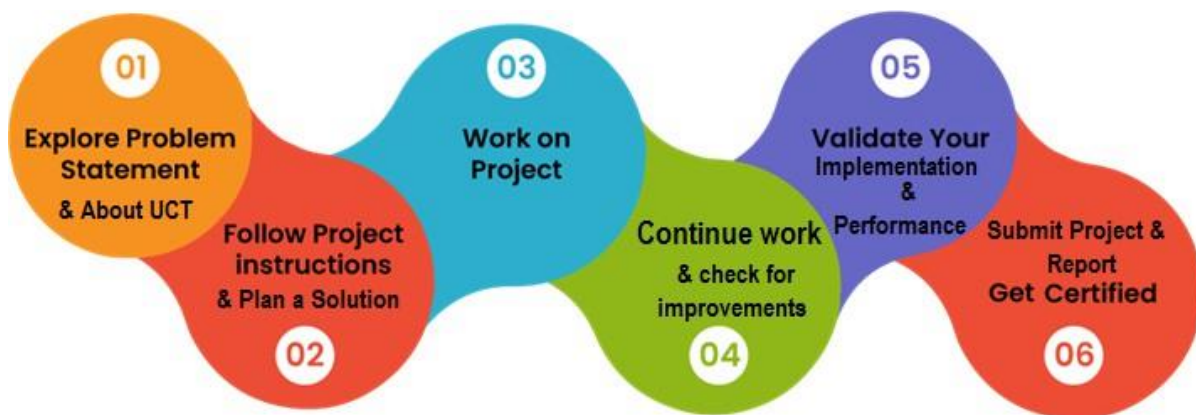 01
Explore Problem
Statement
& About UCT
Follow Project
instructions
& Plan a Solution
02
03
Work on
Project
Continue work
& check for
improvements
04
05
Validate Your
Implementation
&
Performance
Submit Project &
Report
Get Certified
06